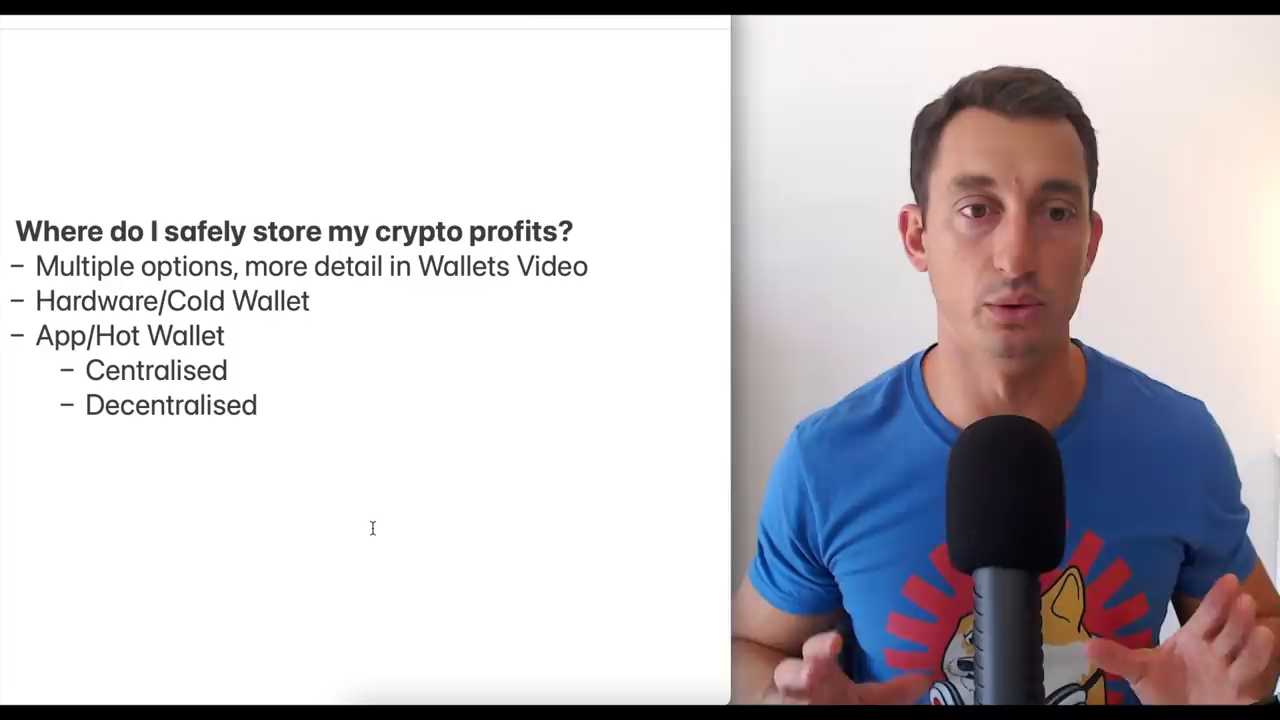 Where do I safely store my crypto profits?
– Multiple options, more detail in Wallets Video
– Hardware/Cold Wallet
– App/Hot Wallet
– Centralised
– Decentralised